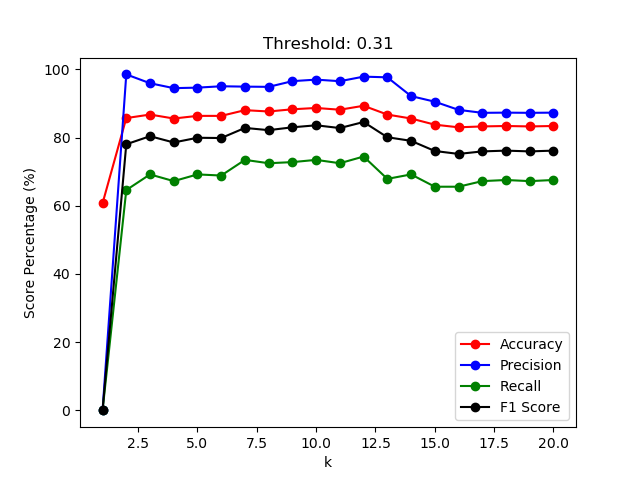 Threshold: 0.31
Score Percentage (%)
100
80
60
40
20
0
2.5 5.0 7.5 10.0 12.5 15.0 17.5 20.0
k
Accuracy
Precision
Recall
F1 Score